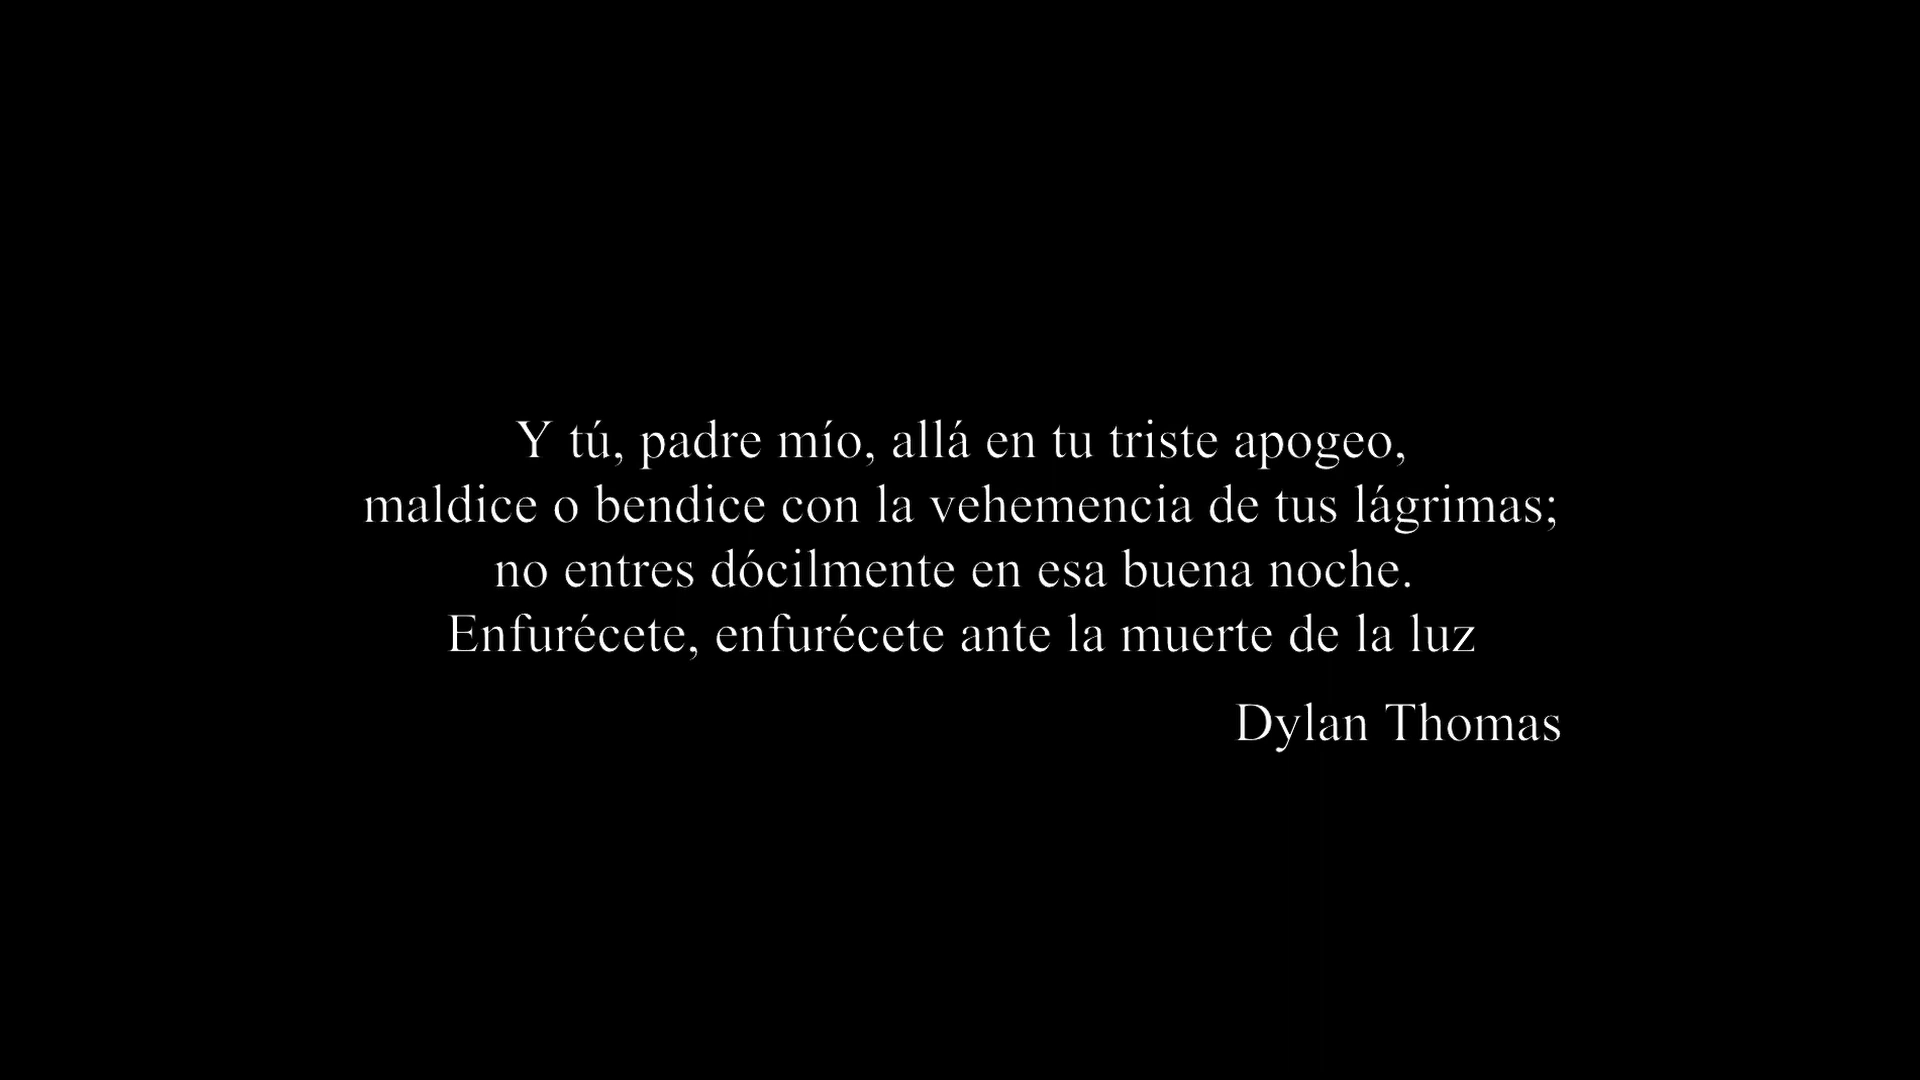 Y tú, padre mío, allá en tu triste apogeo,
maldice o bendice con la vehemencia de tus lágrimas;
no entres dócilmente en esa buena noche.
Enfurécete, enfurécete ante la muerte de la luz
Dylan Thomas